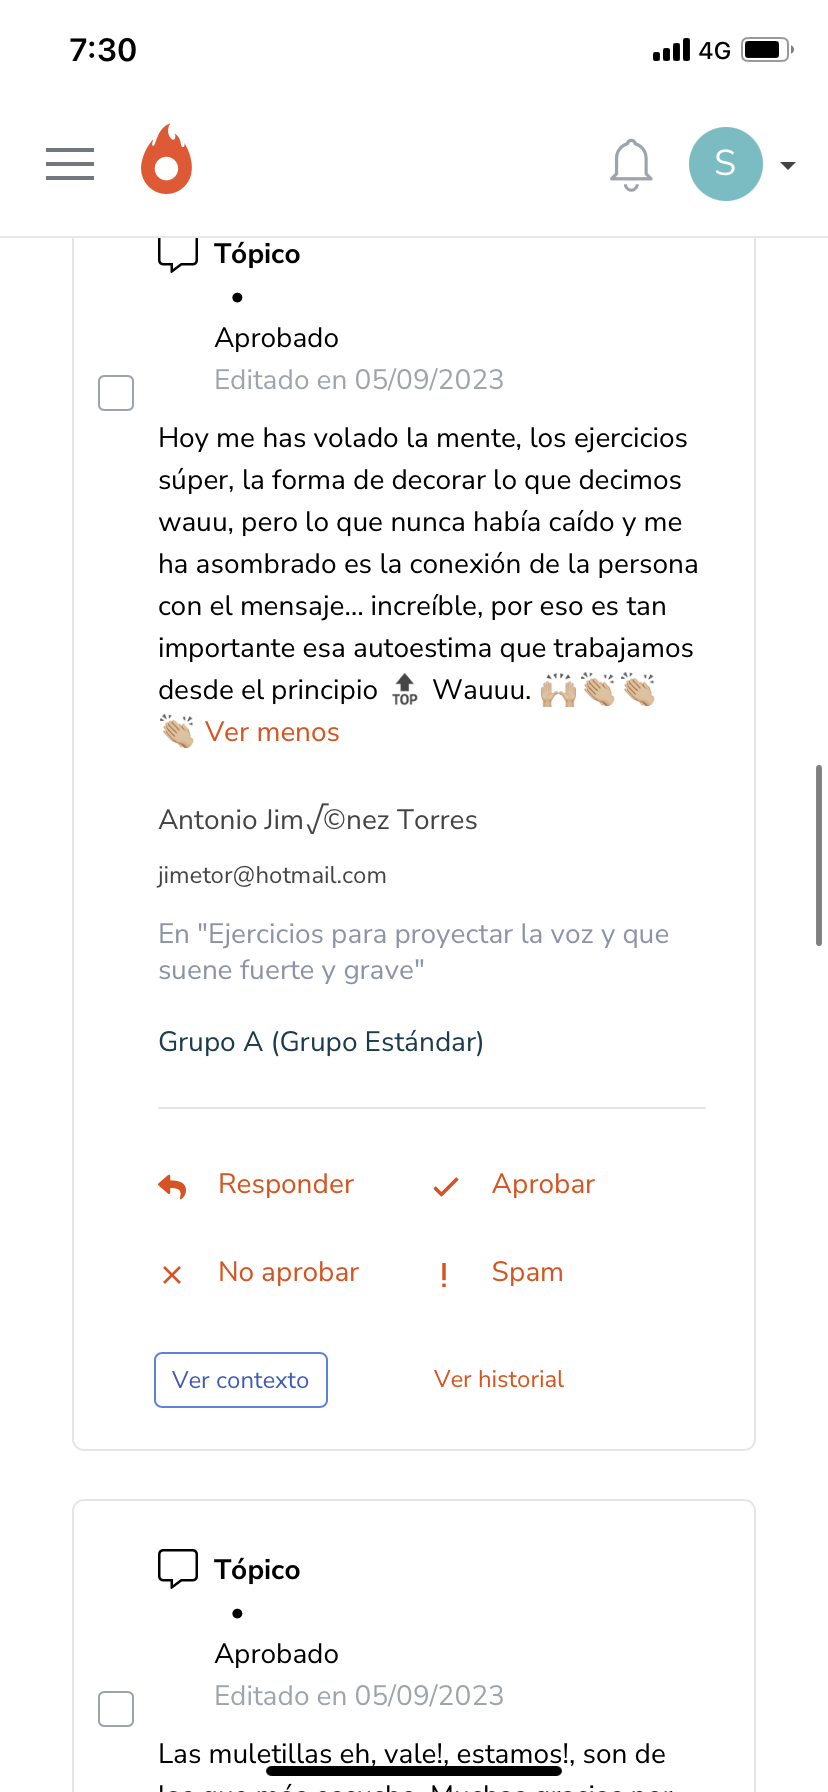 7:30
4G
S
Tópico
•
Aprobado
Editado en 05/09/2023
Hoy me has volado la mente, los ejercicios
súper, la forma de decorar lo que decimos
wauu, pero lo que nunca había caído y me
ha asombrado es la conexión de la persona
con el mensaje... increíble, por eso es tan
importante esa autoestima que trabajamos
desde el principio 🔝 Wauuu. 🙌🏼👏🏼👏🏼
👏🏼 Ver menos
Antonio Jim√©nez Torres
jimetor@hotmail.com
En "Ejercicios para proyectar la voz y que
suene fuerte y grave"
Grupo A (Grupo Estándar)
Responder
Aprobar
No aprobar
Spam
Ver contexto
Ver historial
Tópico
•
Aprobado
Editado en 05/09/2023
Las muletillas eh, vale!, estamos!, son de